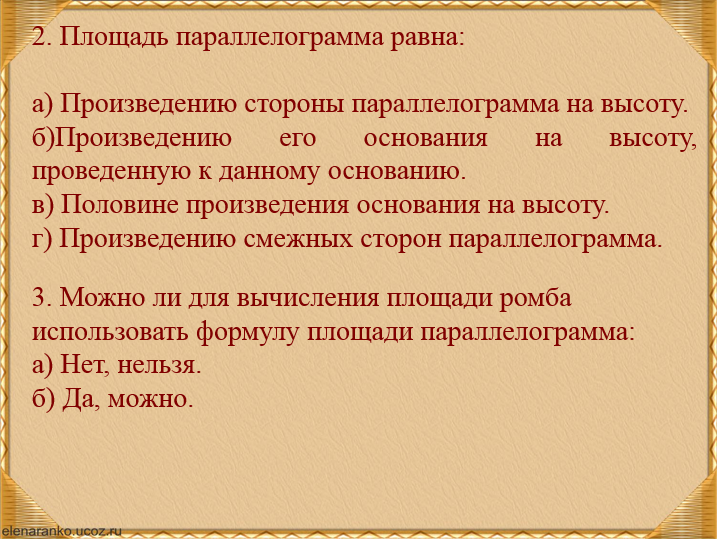 2. Площадь параллелограмма равна:
а) Произведению стороны параллелограмма на высоту.
б)Произведению его основания на высоту,
проведенную к данному основанию.
в) Половине произведения основания на высоту.
г) Произведению смежных сторон параллелограмма.
3. Можно ли для вычисления площади ромба
использовать формулу площади параллелограмма:
а) Нет, нельзя.
б) Да, можно.
elenaranko.ucoz.ru